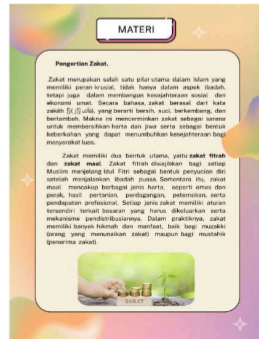 MATERI
Pengertian Zakat.
Zakat merupakan salah satu pilar utama dalam Islam yang
memiliki peran krusial, tidak hanya dalam aspek ibadah,
tetapi juga dalam membangun kesejahteraan sosial dan
ekonomi umat. Secara bahasa, zakat berasal dari kata
zakāh yang berarti bersih, suci, berkembang, dan
bertambah. Makna ini mencerminkan zakat sebagai sarana
untuk membersihkan harta dan jiwa serta sebagai bentuk
keberkahan yang dapat menumbuhkan kesejahteraan bagi
masyarakat luas.
Zakat memiliki dua bentuk utama, yaitu zakat fitrah
dan zakat maal. Zakat fitrah diwajibkan bagi setiap
Muslim menjelang Idul Fitri sebagai bentuk penyucian diri
setelah menjalankan ibadah puasa. Sementara itu, zakat
maal mencakup berbagai jenis harta, seperti emas dan
perak, hasil pertanian, perdagangan, peternakan, serta
pendapatan profesional. Setiap jenis zakat memiliki aturan
tersendiri terkait besaran yang harus dikeluarkan serta
mekanisme pendistribusiannya. Dalam praktiknya, zakat
memiliki banyak hikmah dan manfaat, baik bagi muzakki
(orang yang menunaikan zakat) maupun bagi mustahik
(penerima zakat).
ZAKAT